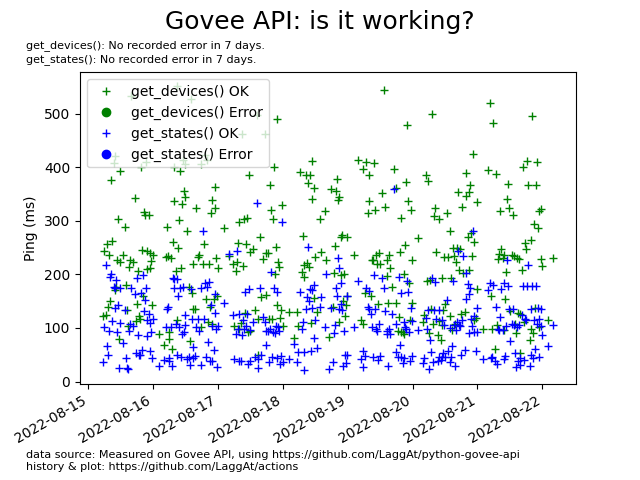 Govee API: is it working?
get_devices(): No recorded error in 7 days.
get_states(): No recorded error in 7 days.
get_devices() OK
get_devices() Error
get_states() OK
get_states() Error
Ping (ms)
500
400
300
200
100
0
2022-08-15
2022-08-16
2022-08-17
2022-08-18
2022-08-19
2022-08-20
2022-08-21
2022-08-22
data source: Measured on Govee API, using https://github.com/LaggAt/python-govee-api
history & plot: https://github.com/LaggAt/actions